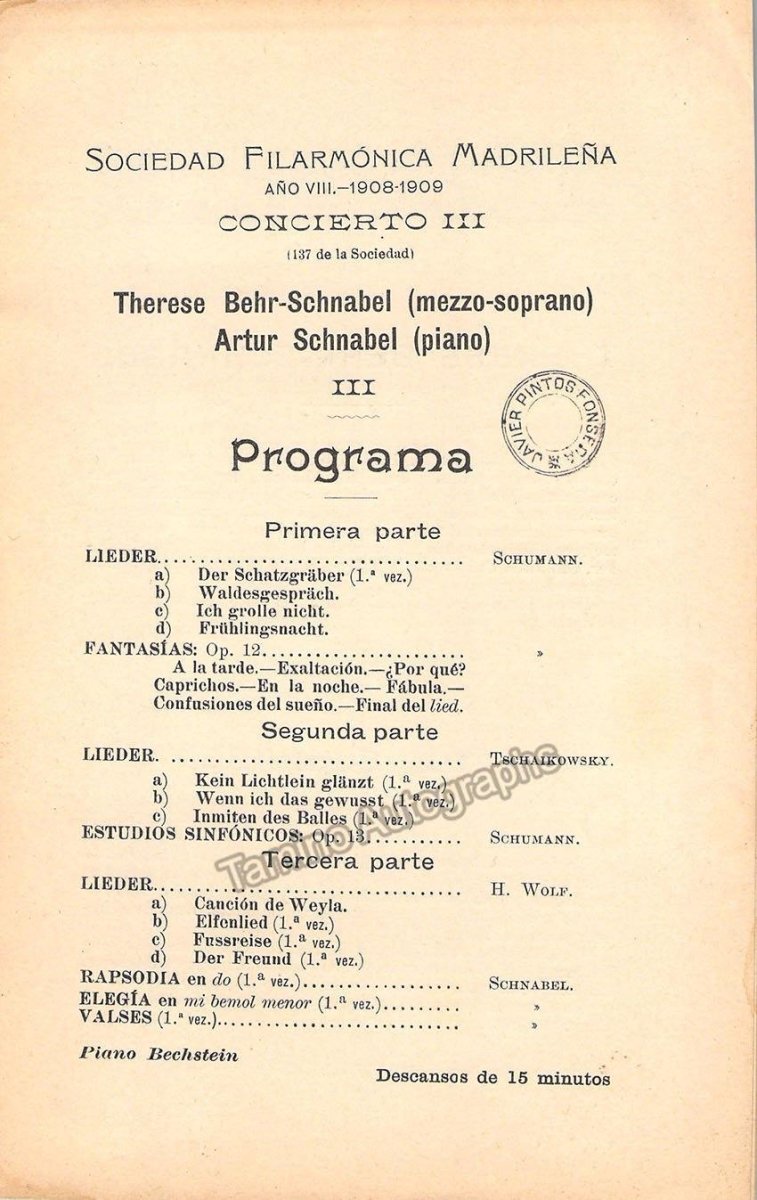 SOCIEDAD FILARMÓNICA MADRILEÑA
AÑO VIII.—1908-1909
CONCIERTO III
(137 de la Sociedad)
Therese Behr-Schnabel (mezzo-soprano)
Artur Schnabel (piano)
III
JAVIER PINTOS FONSECA
Programa
Primera parte
LIEDER.................................... SCHUMANN.
a) Der Schatzgräber (1.ª vez.)
b) Waldesgespräch.
c) Ich grolle nicht.
d) Frühlingsnacht.
FANTASÍAS: Op. 12........................ »
A la tarde.—Exaltación.—¿Por qué?
Caprichos.—En la noche.— Fábula.—
Confusiones del sueño.—Final del lied.
Segunda parte
LIEDER. .................................. TSCHAIKOWSKY.
a) Kein Lichtlein glänzt (1.ª vez.)
b) Wenn ich das gewusst (1.ª vez.)
c) Inmiten des Balles (1.ª vez.)
ESTUDIOS SINFÓNICOS: Op. 13........... SCHUMANN.
Tamino Autographs
Tercera parte
LIEDER.................................... H. WOLF.
a) Canción de Weyla.
b) Elfenlied (1.ª vez.)
c) Fussreise (1.ª vez.)
d) Der Freund (1.ª vez.)
RAPSODIA en do (1.ª vez.)................... SCHNABEL.
ELEGÍA en mi bemol menor (1.ª vez.)......... »
VALSES (1.ª vez.)............................ »
Piano Bechstein
Descansos de 15 minutos